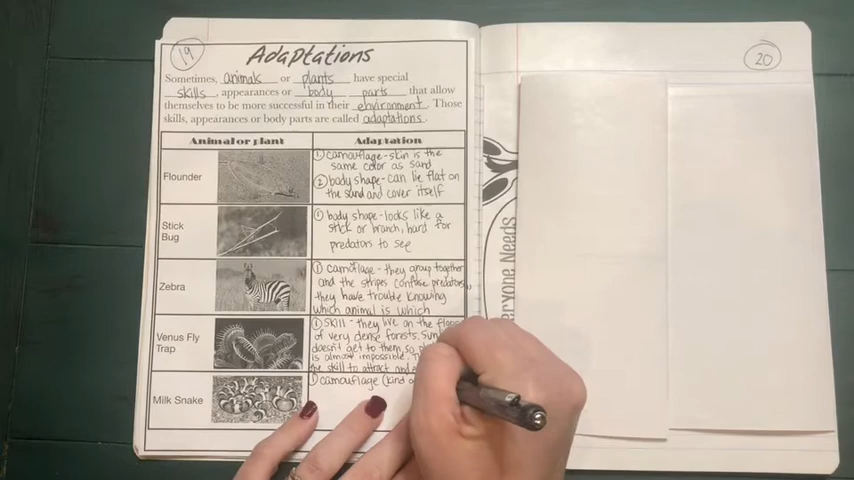 19
Adaptations
20
Sometimes, animals or plants have special
skills, appearances or body parts that allow
themselves to be more successful in their environment. Those
skills, appearances or body parts are called adaptations.
Animal or plant
Adaptation
Flounder
① camouflage - skin is the
same color as sand
② body shape - can lie flat on
the sand and cover itself
Stick
Bug
① body shape - looks like a
stick or branch, hard for
predators to see
Zebra
① camouflage - they group together
and the stripes confuse predators,
they have trouble knowing
which animal is which
Venus Fly
Trap
① skill - they live on the floor
of very dense forests.
doesn't get to them, so
is almost impossible.
the skill to attract and
Milk Snake
① camouflage (kind
eryone Needs